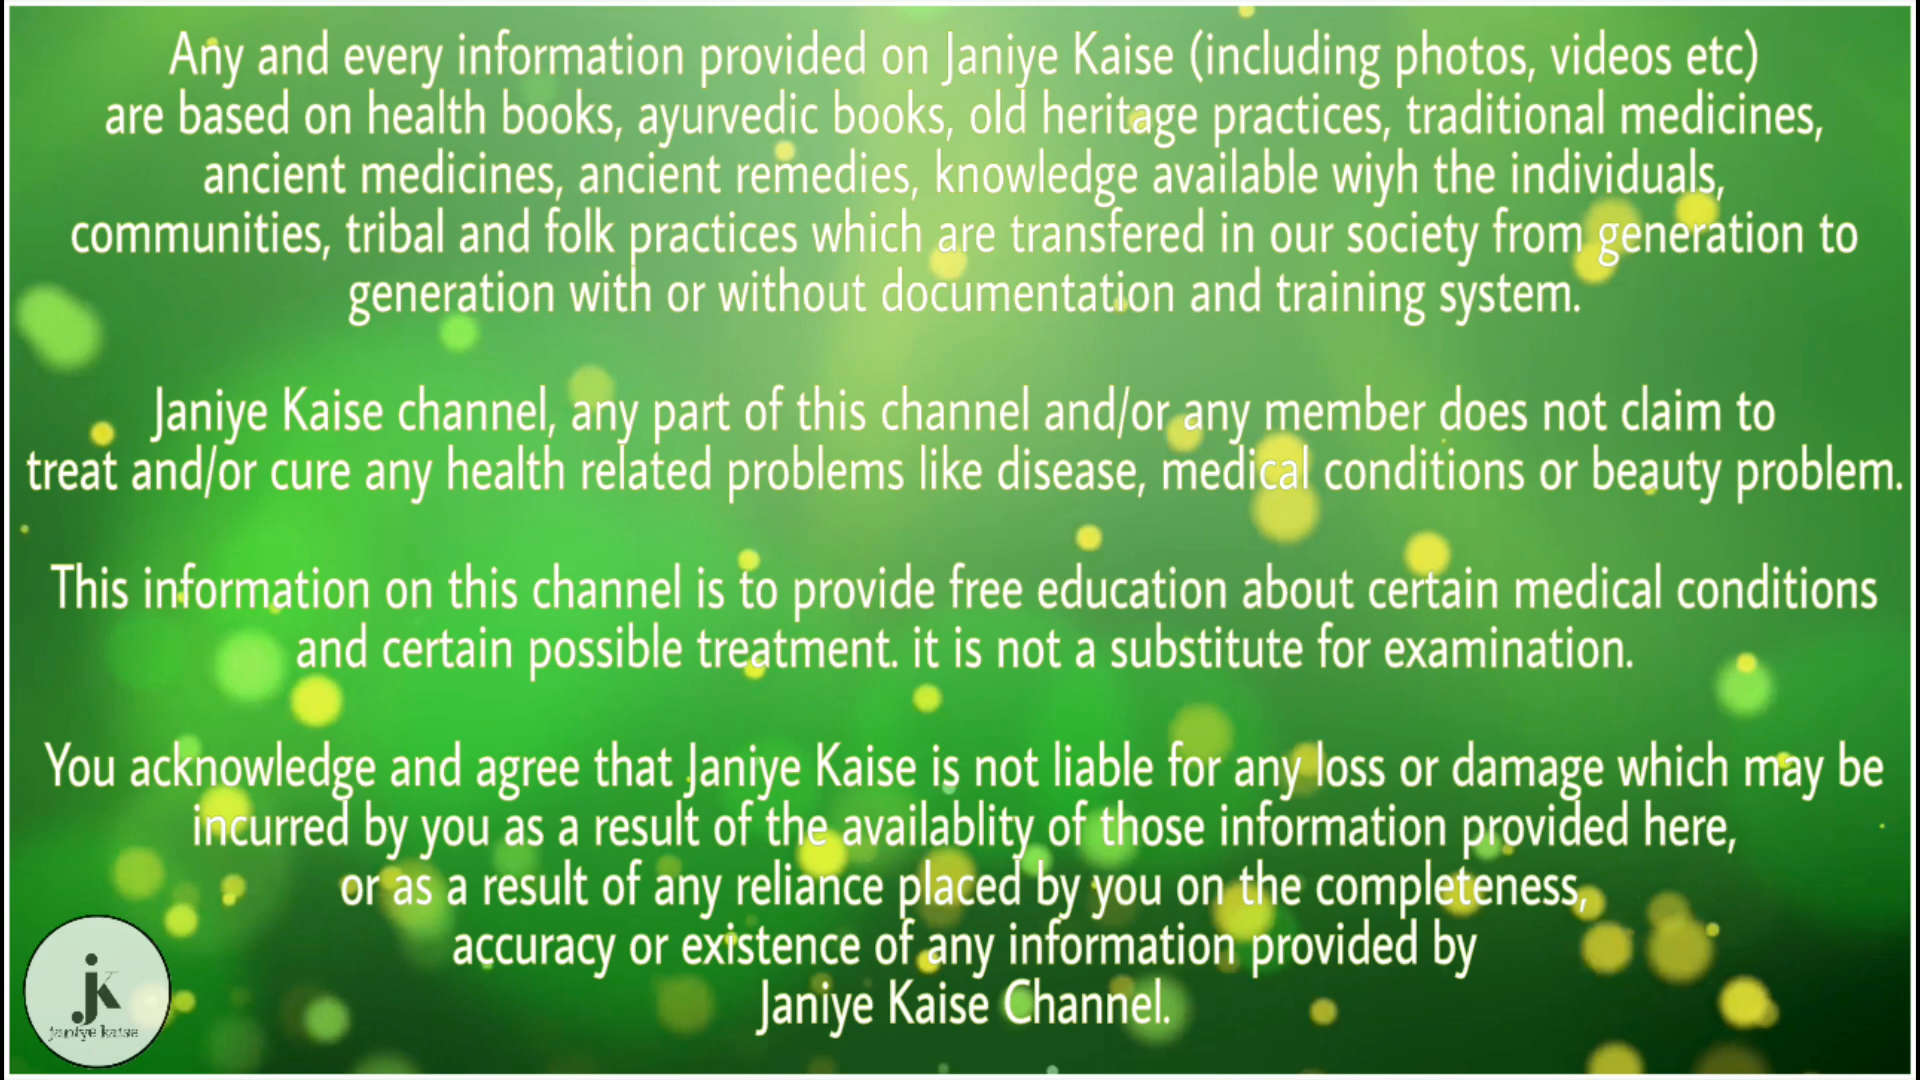 Any and every information provided on Janiye Kaise (including photos, videos etc)
are based on health books, ayurvedic books, old heritage practices, traditional medicines,
ancient medicines, ancient remedies, knowledge available wiyh the individuals,
communities, tribal and folk practices which are transfered in our society from generation to
generation with or without documentation and training system.
Janiye Kaise channel, any part of this channel and/or any member does not claim to
treat and/or cure any health related problems like disease, medical conditions or beauty problem.
This information on this channel is to provide free education about certain medical conditions
and certain possible treatment. it is not a substitute for examination.
You acknowledge and agree that Janiye Kaise is not liable for any loss or damage which may be
incurred by you as a result of the availablity of those information provided here,
or as a result of any reliance placed by you on the completeness,
accuracy or existence of any information provided by
Janiye Kaise Channel.
jk
janiye kaise